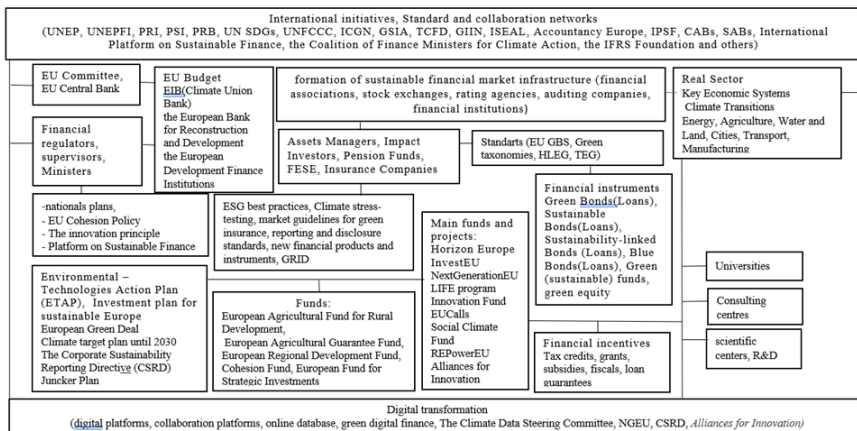 International initiatives, Standard and collaboration networks
(UNEP, UNEPFI, PRI, PSI, PRB, UN SDGs, UNFCCC, ICGN, GSIA, TCFD, GIIN, ISEAL, Accountancy Europe, IPSF, CABs, SABs, International
Platform on Sustainable Finance, the Coalition of Finance Ministers for Climate Action, the IFRS Foundation and others)
EU Committee,
EU Central Bank
EU Budget
EIB(Climate Union
Bank)
the European Bank
for Reconstruction
and Development
the European
Development Finance
Institutions
formation of sustainable financial market infrastructure (financial
associations, stock exchanges, rating agencies, auditing companies,
financial institutions)
Real Sector
Key Economic Systems
Climate Transitions
Energy, Agriculture, Water and
Land, Cities, Transport,
Manufacturing
Financial
regulators,
supervisors,
Ministers
Assets Managers, Impact
Investors, Pension Funds,
FESE, Insurance Companies
Standarts (EU GBS, Green
taxonomies, HLEG, TEG)
-nationals plans,
- EU Cohesion Policy
- The innovation principle
- Platform on Sustainable Finance
ESG best practices, Climate stress-
testing, market guidelines for green
insurance, reporting and disclosure
standards, new financial products and
instruments, GRID
Main funds and
projects:
Horizon Europe
InvestEU
NextGenerationEU
LIFE program
Innovation Fund
EUCalls
Social Climate
Fund
REPowerEU
Alliances for
Innovation
Financial instruments
Green Bonds(Loans),
Sustainable
Bonds(Loans),
Sustainability-linked
Bonds (Loans), Blue
Bonds(Loans), Green
(sustainable) funds,
green equity
Universities
Consulting
centres
scientific
centers, R&D
Environmental –
Technologies Action Plan
(ETAP), Investment plan for
sustainable Europe
European Green Deal
Climate target plan until 2030
The Corporate Sustainability
Reporting Directive (CSRD)
Juncker Plan
Funds:
European Agricultural Fund for Rural
Development,
European Agricultural Guarantee Fund,
European Regional Development Fund,
Cohesion Fund, European Fund for
Strategic Investments
Financial incentives
Tax credits, grants,
subsidies, fiscals, loan
guarantees
Digital transformation
(digital platforms, collaboration platforms, online database, green digital finance, The Climate Data Steering Committee, NGEU, CSRD, Alliances for Innovation)